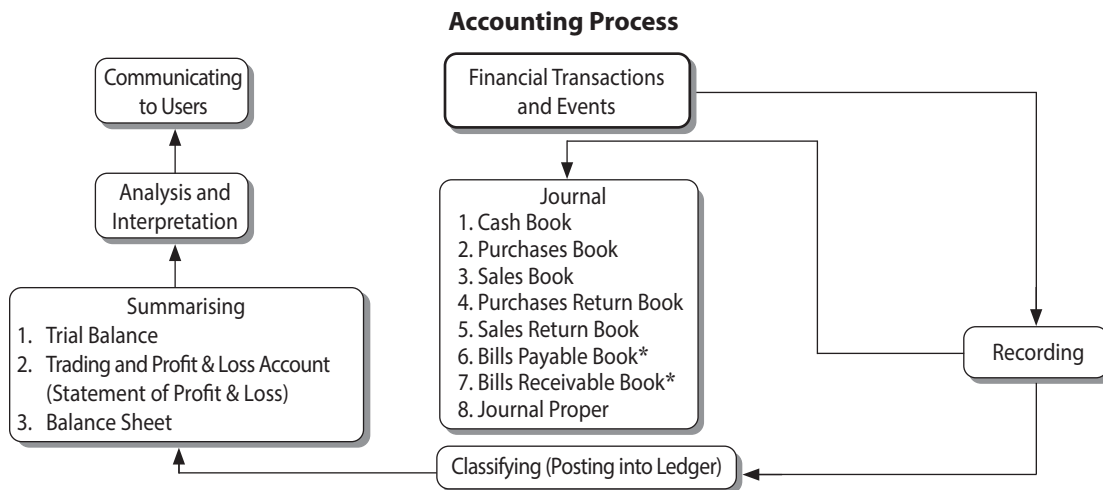 Accounting Process
Communicating
to Users
Financial Transactions
and Events
Analysis and
Interpretation
Journal
1. Cash Book
2. Purchases Book
3. Sales Book
4. Purchases Return Book
5. Sales Return Book
6. Bills Payable Book*
7. Bills Receivable Book*
8. Journal Proper
Summarising
1. Trial Balance
2. Trading and Profit & Loss Account
(Statement of Profit & Loss)
3. Balance Sheet
Recording
Classifying (Posting into Ledger)